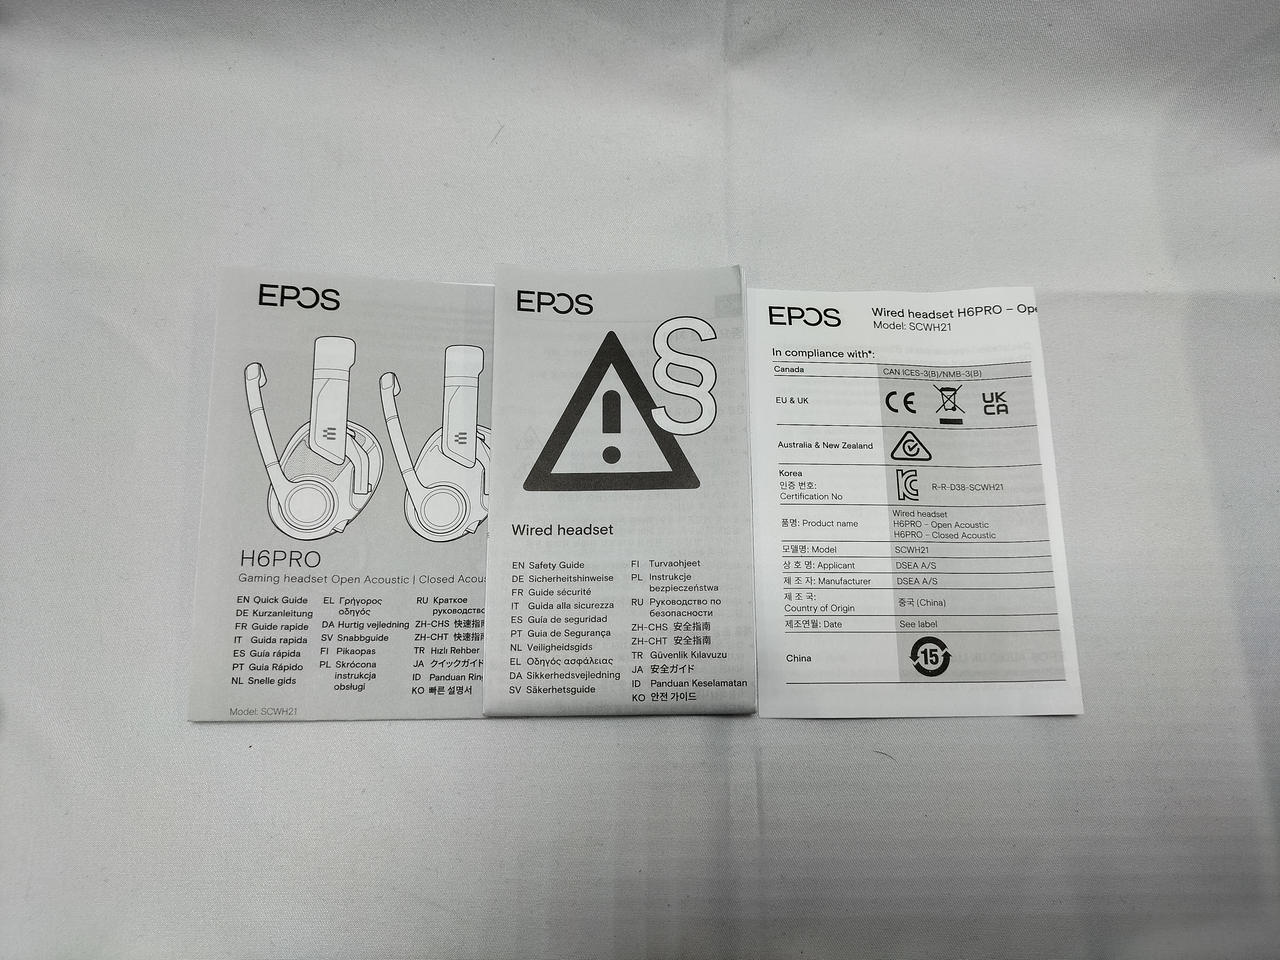 EPOS
H6PRO
Gaming headset Open Acoustic | Closed Acous
EN Quick Guide
DE Kurzanleitung
FR Guide rapide
IT Guida rapida
ES Guía rápida
PT Guia Rápido
NL Snelle gids
EL Γρήγορος
οδηγός
DA Hurtig vejledning
SV Snabbguide
FI Pikaopas
PL Skrócona
instrukcja
obsługi
RU Краткое
руководство
ZH-CHS 快速指南
ZH-CHT 快速指南
TR Hızlı Rehber
JA クイックガイド
ID Panduan Ring
KO 빠른 설명서
Model: SCWH21
EPOS
§
Wired headset
EN Safety Guide
DE Sicherheitshinweise
FR Guide sécurité
IT Guida alla sicurezza
ES Guía de seguridad
PT Guia de Segurança
NL Veiligheidsgids
EL Οδηγός ασφάλειας
DA Sikkerhedsvejledning
SV Säkerhetsguide
FI Turvaohjeet
PL Instrukcje
bezpieczeństwa
RU Руководство по
безопасности
ZH-CHS 安全指南
ZH-CHT 安全指南
TR Güvenlik Kılavuzu
JA 安全ガイド
ID Panduan Keselamatan
KO 안전 가이드
EPOS
Wired headset H6PRO – Ope
Model: SCWH21
In compliance with*:
Canada
CAN ICES-3(B)/NMB-3(B)
EU & UK
CE
UK
CA
Australia & New Zealand
Korea
인증 번호:
Certification No
R-R-D38-SCWH21
품명: Product name
Wired headset
H6PRO – Open Acoustic
H6PRO – Closed Acoustic
모델명: Model
SCWH21
상 호 명: Applicant
DSEA A/S
제 조 자: Manufacturer
DSEA A/S
제 조 국:
Country of Origin
중국 (China)
제조연월: Date
See label
China
15